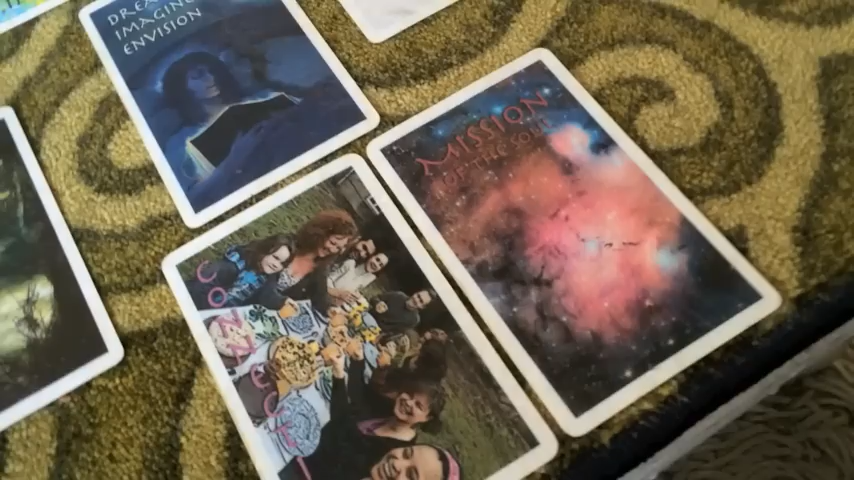 DREAM
IMAGINE
ENVISION
MISSION
OF THE SOUL
CONNECT